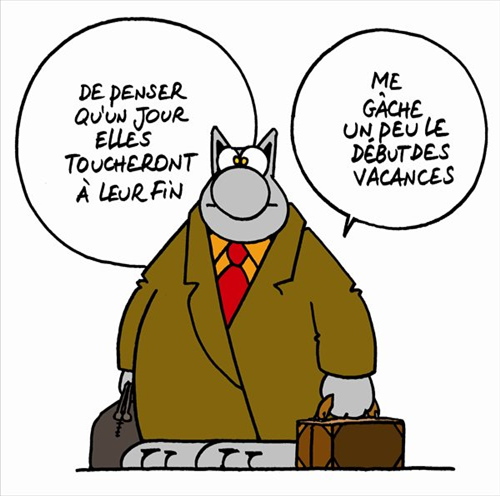 DE PENSER
QU'UN JOUR
ELLES
TOUCHERONT
À LEUR FIN
ME
GÂCHE
UN PEU LE
DÉBUT DES
VACANCES